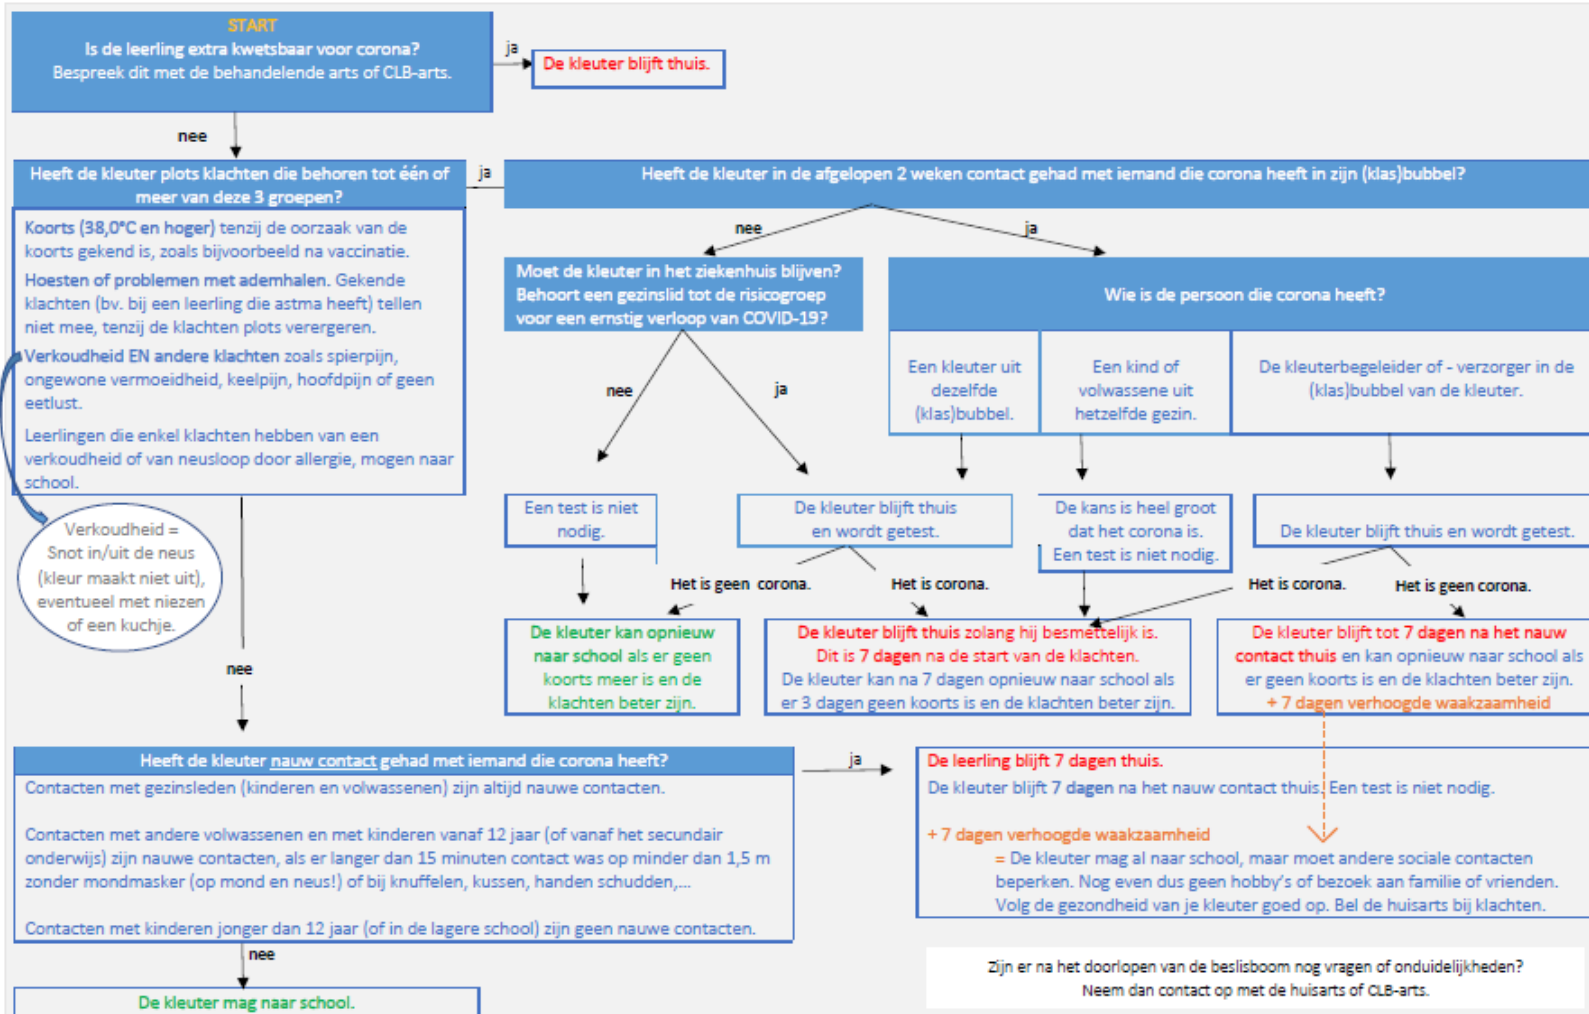 START
Is de leerling extra kwetsbaar voor corona?
Bespreek dit met de behandelende arts of CLB-arts.
ja
De kleuter blijft thuis.
nee
Heeft de kleuter plots klachten die behoren tot één of
meer van deze 3 groepen?
ja
Heeft de kleuter in de afgelopen 2 weken contact gehad met iemand die corona heeft in zijn (klas)bubbel?
Koorts (38,0°C en hoger) tenzij de oorzaak van de
koorts gekend is, zoals bijvoorbeeld na vaccinatie.
Hoesten of problemen met ademhalen. Gekende
klachten (bv. bij een leerling die astma heeft) tellen
niet mee, tenzij de klachten plots verergeren.
Verkoudheid EN andere klachten zoals spierpijn,
ongewone vermoeidheid, keelpijn, hoofdpijn of geen
eetlust.
Leerlingen die enkel klachten hebben van een
verkoudheid of van neusloop door allergie, mogen naar
school.
Verkoudheid =
Snot in/uit de neus
(kleur maakt niet uit),
eventueel met niezen
of een kuchje.
nee
nee
ja
Moet de kleuter in het ziekenhuis blijven?
Behoort een gezinslid tot de risicogroep
voor een ernstig verloop van COVID-19?
Wie is de persoon die corona heeft?
Een kleuter uit
dezelfde
(klas)bubbel.
Een kind of
volwassene uit
hetzelfde gezin.
De kleuterbegeleider of - verzorger in de
(klas)bubbel van de kleuter.
nee
ja
Een test is niet
nodig.
De kleuter blijft thuis
en wordt getest.
De kans is heel groot
dat het corona is.
Een test is niet nodig.
De kleuter blijft thuis en wordt getest.
Het is geen corona.
Het is corona.
Het is corona.
Het is geen corona.
De kleuter kan opnieuw
naar school als er geen
koorts meer is en de
klachten beter zijn.
De kleuter blijft thuis zolang hij besmettelijk is.
Dit is 7 dagen na de start van de klachten.
De kleuter kan na 7 dagen opnieuw naar school als
er 3 dagen geen koorts is en de klachten beter zijn.
De kleuter blijft tot 7 dagen na het nauw
contact thuis en kan opnieuw naar school als
er geen koorts is en de klachten beter zijn.
+ 7 dagen verhoogde waakzaamheid
Heeft de kleuter nauw contact gehad met iemand die corona heeft?
Contacten met gezinsleden (kinderen en volwassenen) zijn altijd nauwe contacten.
Contacten met andere volwassenen en met kinderen vanaf 12 jaar (of vanaf het secundair
onderwijs) zijn nauwe contacten, als er langer dan 15 minuten contact was op minder dan 1,5 m
zonder mondmasker (op mond en neus!) of bij knuffelen, kussen, handen schudden,...
Contacten met kinderen jonger dan 12 jaar (of in de lagere school) zijn geen nauwe contacten.
ja
De leerling blijft 7 dagen thuis.
De kleuter blijft 7 dagen na het nauw contact thuis. Een test is niet nodig.
+ 7 dagen verhoogde waakzaamheid
= De kleuter mag al naar school, maar moet andere sociale contacten
beperken. Nog even dus geen hobby's of bezoek aan familie of vrienden.
Volg de gezondheid van je kleuter goed op. Bel de huisarts bij klachten.
nee
De kleuter mag naar school.
Zijn er na het doorlopen van de beslisboom nog vragen of onduidelijkheden?
Neem dan contact op met de huisarts of CLB-arts.